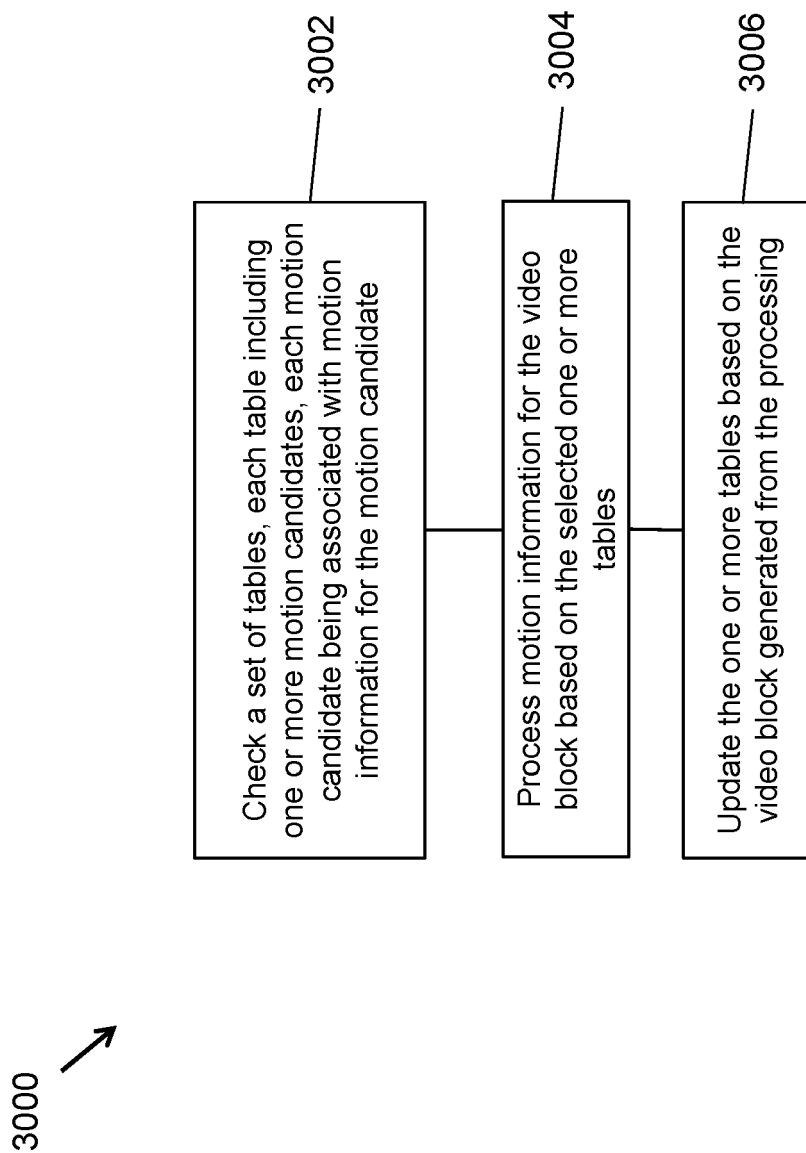 3000
3002
Check a set of tables, each table including
one or more motion candidates, each motion
candidate being associated with motion
information for the motion candidate
3004
Process motion information for the video
block based on the selected one or more
tables
3006
Update the one or more tables based on the
video block generated from the processing